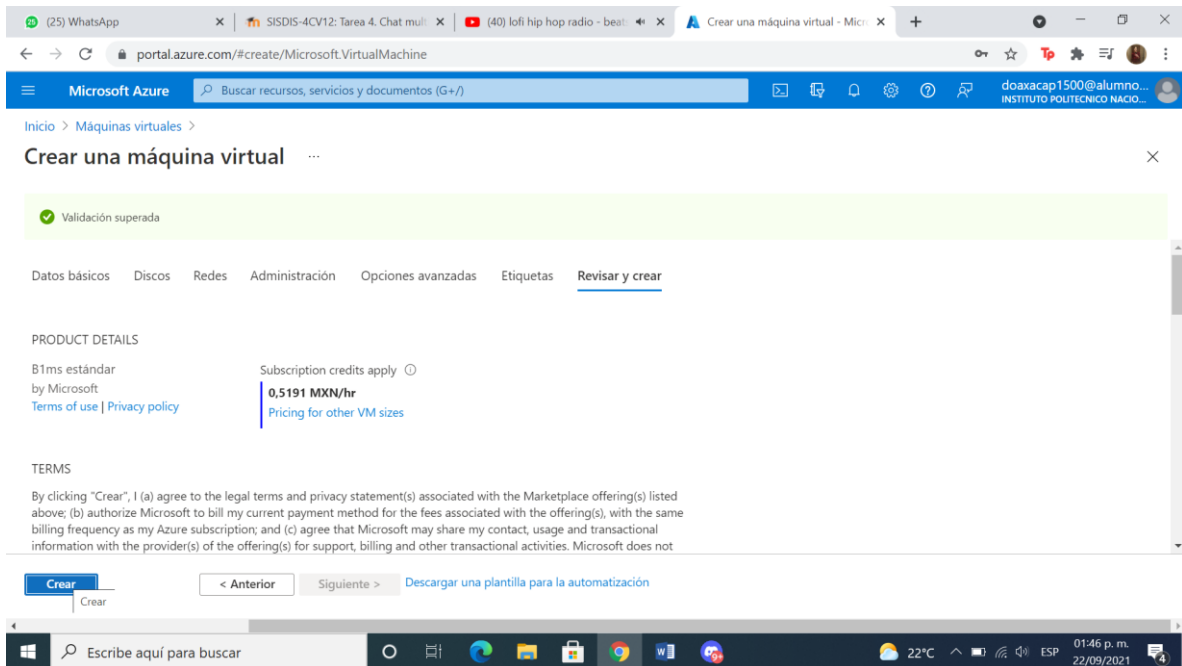 (25) WhatsApp
SISDIS-4CV12: Tarea 4. Chat mult
(40) lofi hip hop radio - beats
Crear una máquina virtual - Micr
portal.azure.com/#create/Microsoft.VirtualMachine
Microsoft Azure
Buscar recursos, servicios y documentos (G+/)
doaxacap1500@alumno...
INSTITUTO POLITECNICO NACIO...
Inicio > Máquinas virtuales >
Crear una máquina virtual ...
Validación superada
Datos básicos Discos Redes Administración Opciones avanzadas Etiquetas Revisar y crear
PRODUCT DETAILS
B1ms estándar
by Microsoft
Terms of use | Privacy policy
Subscription credits apply
0,5191 MXN/hr
Pricing for other VM sizes
TERMS
By clicking "Crear", I (a) agree to the legal terms and privacy statement(s) associated with the Marketplace offering(s) listed
above; (b) authorize Microsoft to bill my current payment method for the fees associated with the offering(s), with the same
billing frequency as my Azure subscription; and (c) agree that Microsoft may share my contact, usage and transactional
information with the provider(s) of the offering(s) for support, billing and other transactional activities. Microsoft does not
Crear
< Anterior
Siguiente >
Descargar una plantilla para la automatización
Crear
Escribe aquí para buscar
22°C
ESP
01:46 p. m.
22/09/2021
4